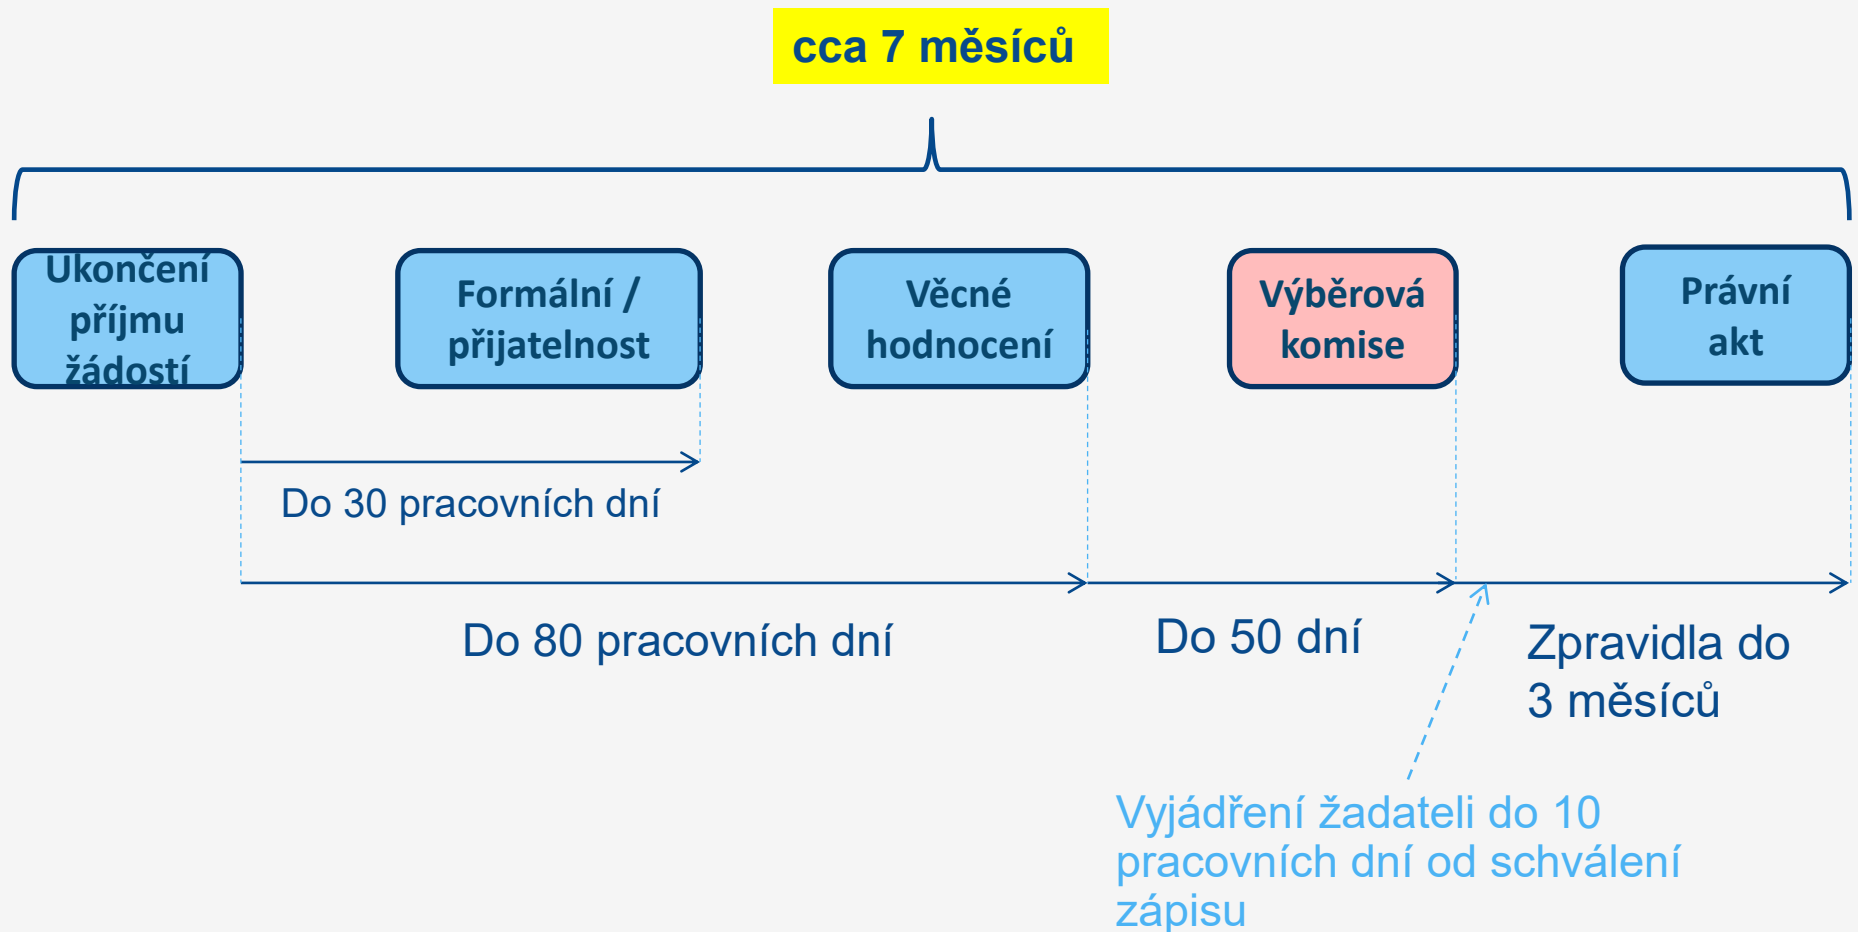 cca 7 měsíců
Ukončení
příjmu
žádostí
Formální /
přijatelnost
Věcné
hodnocení
Výběrová
komise
Právní
akt
Do 30 pracovních dní
Do 80 pracovních dní
Do 50 dní
Zpravidla do
3 měsíců
Vyjádření žadateli do 10
pracovních dní od schválení
zápisu